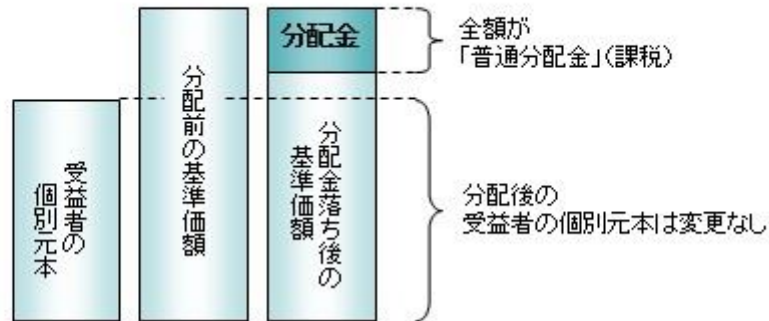 受益者の
個別元本
分配前の基準価額
分配金
分配金落ち後の
基準価額
全額が
「普通分配金」(課税)
分配後の
受益者の個別元本は変更なし